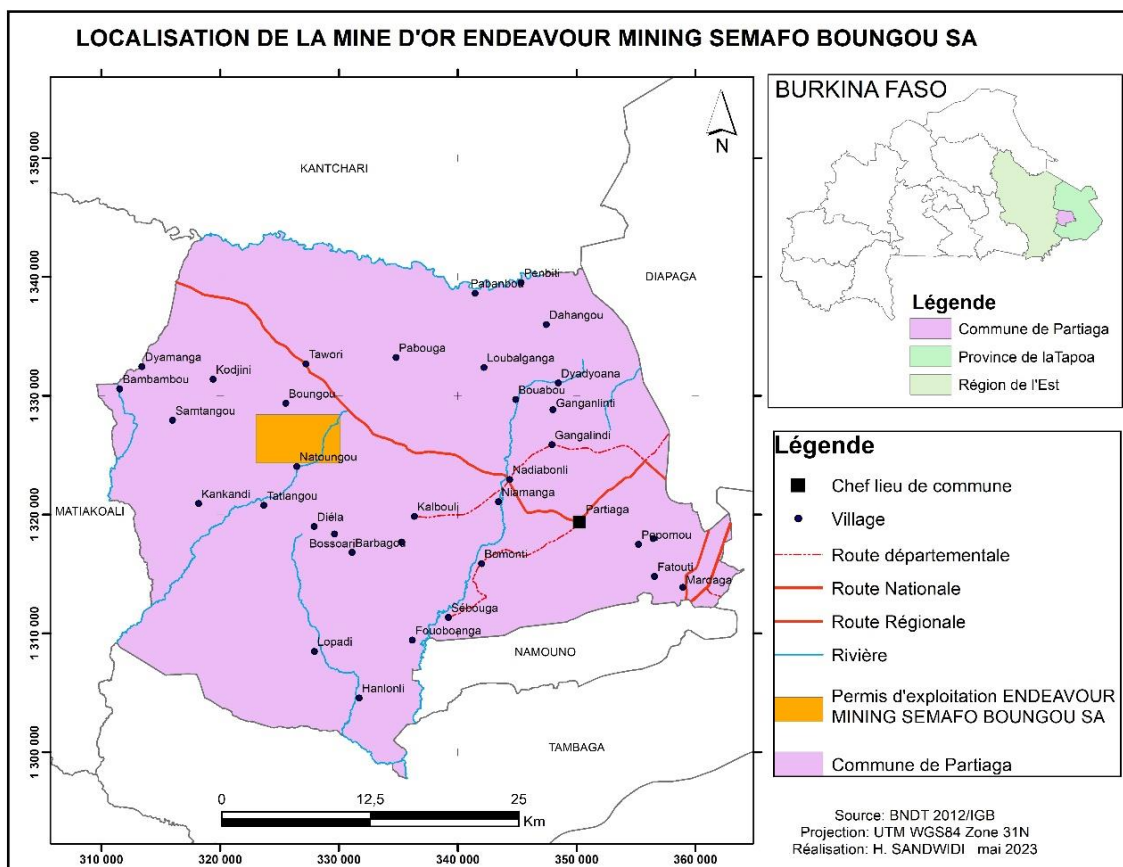 LOCALISATION DE LA MINE D'OR ENDEAVOUR MINING SEMAFO BOUNGOU SA
1 350 000
1 340 000
1 330 000
1 320 000
1 310 000
1 300 000
N
KANTCHARI
DIAPAGA
MATIAKOALI
NAMOUNO
TAMBAGA
Penbili
Pabanbou
Dahangou
Tawori
Pabouga
Loubalganga
Dyamanga
Kodjini
Dyadyoana
Bambambou
Boungou
Bouabou
Ganganlinti
Samtangou
Gangalindi
Natoungou
Nadiabonli
Kankandi
Tatiangou
Niamanga
Kalbouli
Partiaga
Diéla
Bossoari
Barbagou
Popomou
Bomonti
Fatouti
Mardaga
Sébouga
Fouoboanga
Lopadi
Hanlonli
0
12,5
25
Km
310 000
320 000
330 000
340 000
350 000
360 000
BURKINA FASO
Légende
Commune de Partiaga
Province de laTapoa
Région de l'Est
Légende
Chef lieu de commune
Village
Route départementale
Route Nationale
Route Régionale
Rivière
Permis d'exploitation ENDEAVOUR
MINING SEMAFO BOUNGOU SA
Commune de Partiaga
Source: BNDT 2012/IGB
Projection: UTM WGS84 Zone 31N
Réalisation: H. SANDWIDI mai 2023